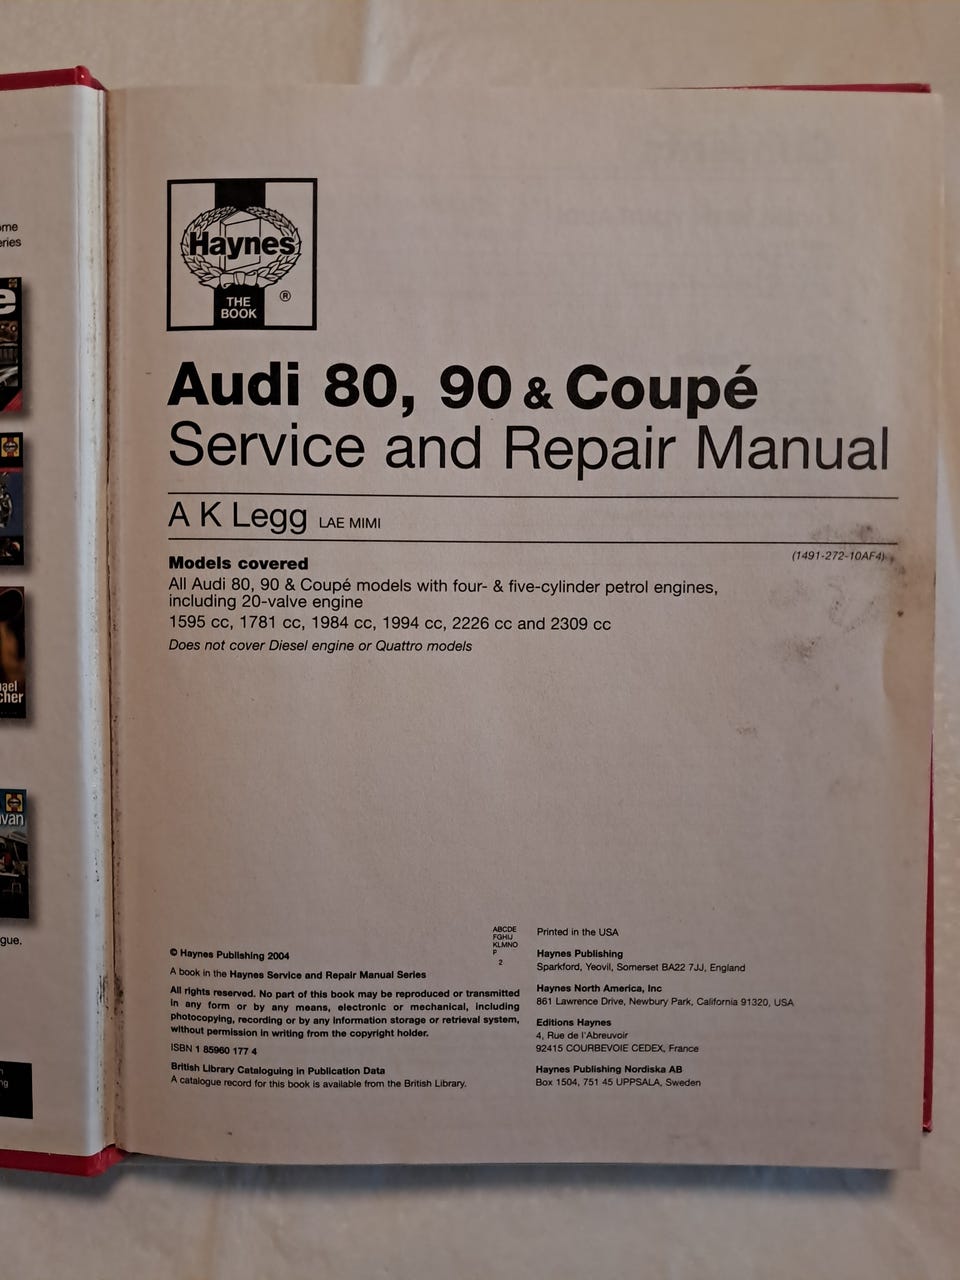 ome
eries
e
ael
cher
van
gue.
n
ng
Haynes
®
THE
BOOK
Audi 80, 90 & Coupé
Service and Repair Manual
A K Legg LAE MIMI
(1491-272-10AF4)
Models covered
All Audi 80, 90 & Coupé models with four- & five-cylinder petrol engines,
including 20-valve engine
1595 cc, 1781 cc, 1984 cc, 1994 cc, 2226 cc and 2309 cc
Does not cover Diesel engine or Quattro models
© Haynes Publishing 2004
A book in the Haynes Service and Repair Manual Series
All rights reserved. No part of this book may be reproduced or transmitted
in any form or by any means, electronic or mechanical, including
photocopying, recording or by any information storage or retrieval system,
without permission in writing from the copyright holder.
ISBN 1 85960 177 4
British Library Cataloguing in Publication Data
A catalogue record for this book is available from the British Library.
ABCDE
FGHIJ
KLMNO
P
2
Printed in the USA
Haynes Publishing
Sparkford, Yeovil, Somerset BA22 7JJ, England
Haynes North America, Inc
861 Lawrence Drive, Newbury Park, California 91320, USA
Editions Haynes
4, Rue de l'Abreuvoir
92415 COURBEVOIE CEDEX, France
Haynes Publishing Nordiska AB
Box 1504, 751 45 UPPSALA, Sweden